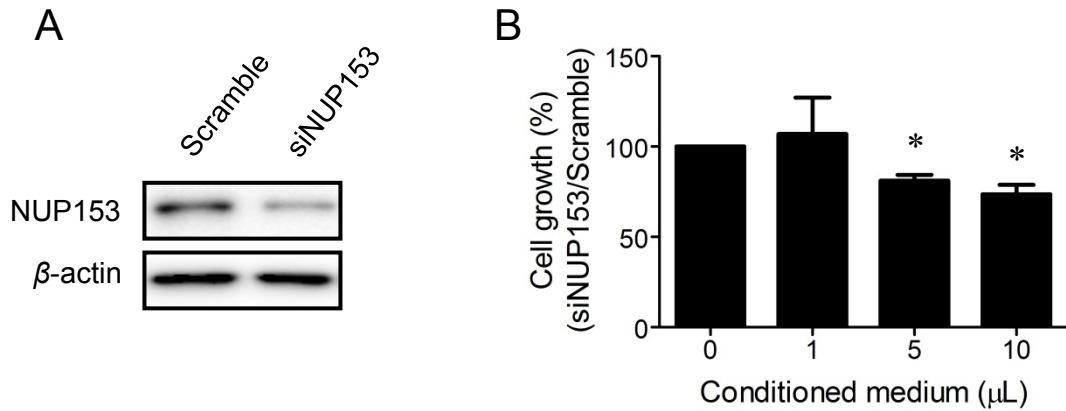 A
Scramble
siNUP153
NUP153
β-actin
B
Cell growth (%)
(siNUP153/Scramble)
150
100
50
0
*
*
0 1 5 10
Conditioned medium (μL)